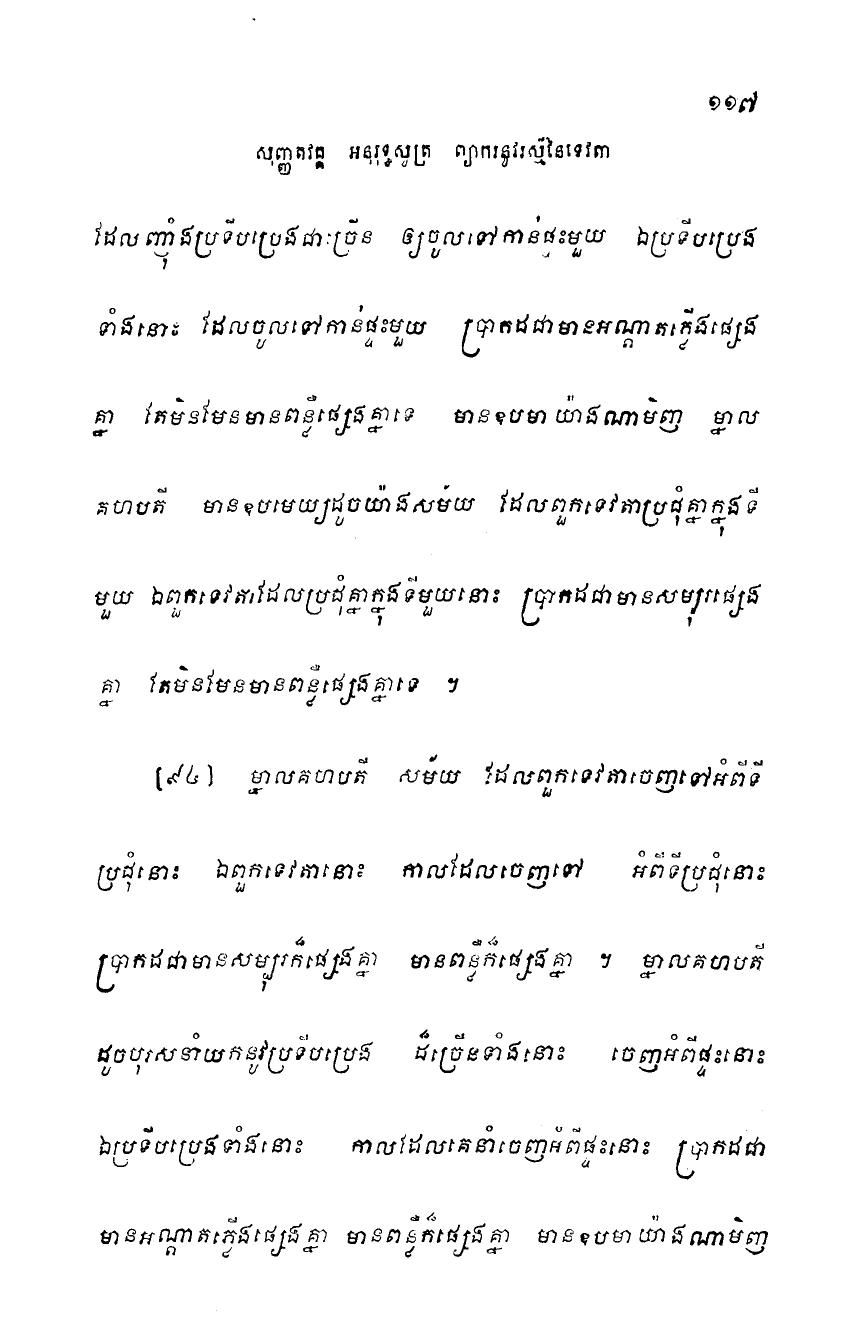 ១១៧
សុញ្ញតវគ្គ អនុរុទ្ធសូត្រ ព្យាករនូវរស្មីនៃទេវតា
ដែលញុំាងប្រទីបប្រេងជាច្រើន ឲ្យចូលទៅកាន់ផ្ទះមួយ ឯប្រទីបប្រេង
ទាំងនោះ ដែលចូលទៅកាន់ផ្ទះមួយ ប្រាកដជាមានអណ្តាតភ្លើងផ្សេង
គ្នា តែមិនមែនមានពន្លឺផ្សេងគ្នាទេ មានឧបមាយ៉ាងណាមិញ ម្នាល
គហបតី មានឧបមេយ្យដូចយ៉ាងសម័យ ដែលពួកទេវតាប្រជុំគ្នាក្នុងទី
មួយ ឯពួកទេវតាដែលប្រជុំគ្នាក្នុងទីមួយនោះ ប្រាកដជាមានសម្បុរផ្សេង
គ្នា តែមិនមែនមានពន្លឺផ្សេងគ្នាទេ ។
[៩៤] ម្នាលគហបតី សម័យ ដែលពួកទេវតាចេញទៅអំពីទី
ប្រជុំនោះ ឯពួកទេវតានោះ កាលដែលចេញទៅ អំពីទីប្រជុំនោះ
ប្រាកដជាមានសម្បុរក៏ផ្សេងគ្នា មានពន្លឺក៏ផ្សេងគ្នា ។ ម្នាលគហបតី
ដូចបុរសនាំយកនូវប្រទីបប្រេង ដ៏ច្រើនទាំងនោះ ចេញអំពីផ្ទះនោះ
ឯប្រទីបប្រេងទាំងនោះ កាលដែលគេនាំចេញអំពីផ្ទះនោះ ប្រាកដជា
មានអណ្តាតភ្លើងផ្សេងគ្នា មានពន្លឺក៏ផ្សេងគ្នា មានឧបមាយ៉ាងណាមិញ